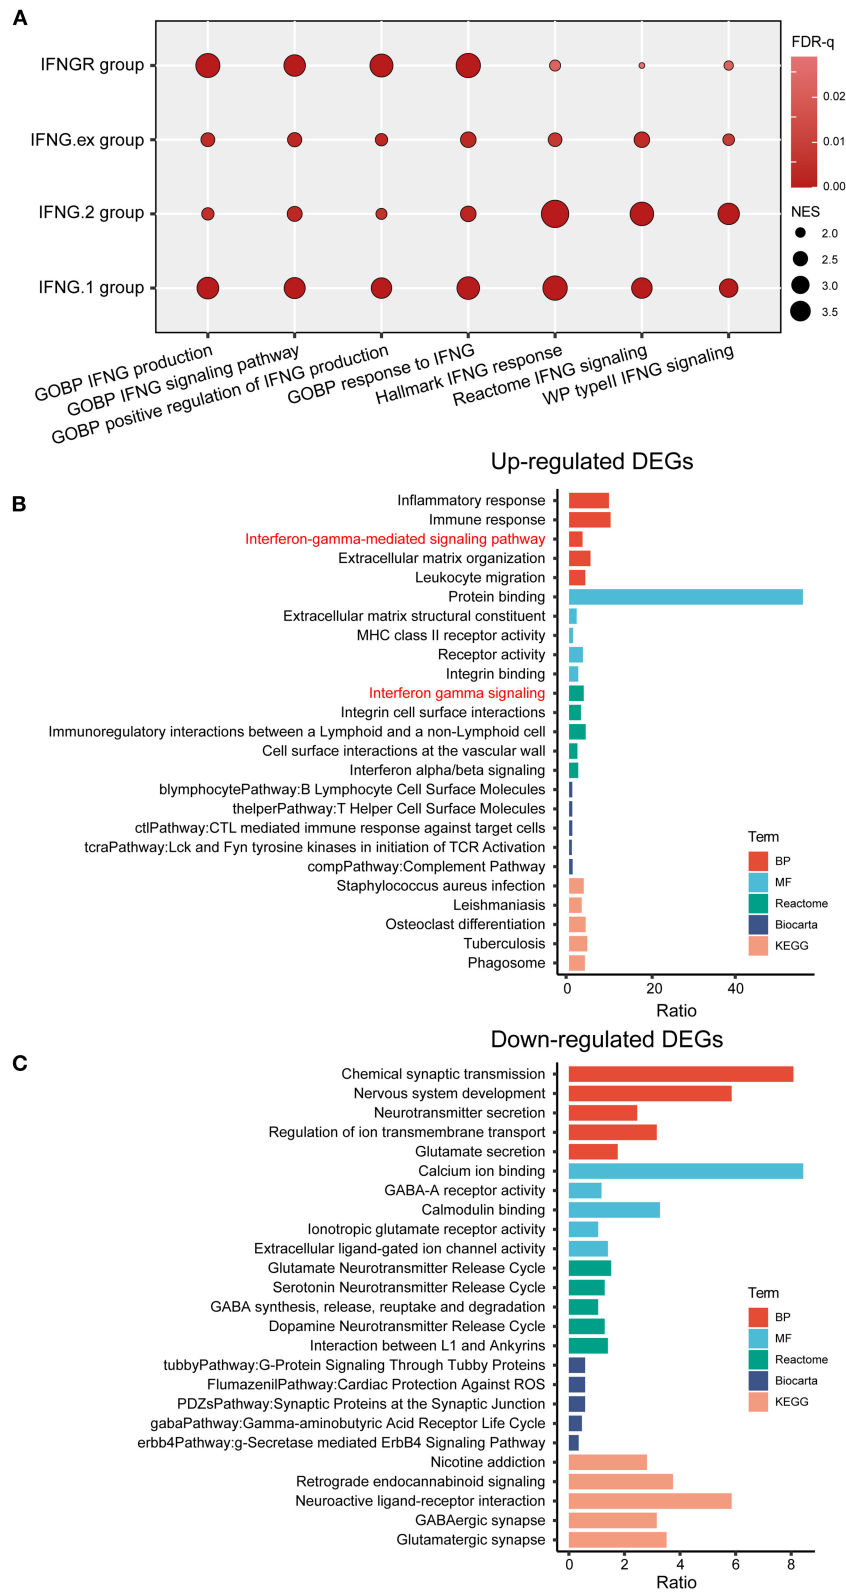 A
IFNGR group
IFNG.ex group
IFNG.2 group
IFNG.1 group
GOBP IFNG production
GOBP IFNG signaling pathway
GOBP positive regulation of IFNG production
GOBP response to IFNG
Hallmark IFNG response
Reactome IFNG signaling
WP typeII IFNG signaling
FDR-q
0.02
0.01
0.00
NES
2.0
2.5
3.0
3.5
Up-regulated DEGs
B
Inflammatory response
Immune response
Interferon-gamma-mediated signaling pathway
Extracellular matrix organization
Leukocyte migration
Protein binding
Extracellular matrix structural constituent
MHC class II receptor activity
Receptor activity
Integrin binding
Interferon gamma signaling
Integrin cell surface interactions
Immunoregulatory interactions between a Lymphoid and a non-Lymphoid cell
Cell surface interactions at the vascular wall
Interferon alpha/beta signaling
blymphocytePathway:B Lymphocyte Cell Surface Molecules
thelperPathway:T Helper Cell Surface Molecules
ctlPathway:CTL mediated immune response against target cells
tcraPathway:Lck and Fyn tyrosine kinases in initiation of TCR Activation
compPathway:Complement Pathway
Staphylococcus aureus infection
Leishmaniasis
Osteoclast differentiation
Tuberculosis
Phagosome
Term
BP
MF
Reactome
Biocarta
KEGG
0 20 40
Ratio
Down-regulated DEGs
C
Chemical synaptic transmission
Nervous system development
Neurotransmitter secretion
Regulation of ion transmembrane transport
Glutamate secretion
Calcium ion binding
GABA-A receptor activity
Calmodulin binding
Ionotropic glutamate receptor activity
Extracellular ligand-gated ion channel activity
Glutamate Neurotransmitter Release Cycle
Serotonin Neurotransmitter Release Cycle
GABA synthesis, release, reuptake and degradation
Dopamine Neurotransmitter Release Cycle
Interaction between L1 and Ankyrins
tubbyPathway:G-Protein Signaling Through Tubby Proteins
FlumazenilPathway:Cardiac Protection Against ROS
PDZsPathway:Synaptic Proteins at the Synaptic Junction
gabaPathway:Gamma-aminobutyric Acid Receptor Life Cycle
erbb4Pathway:g-Secretase mediated ErbB4 Signaling Pathway
Nicotine addiction
Retrograde endocannabinoid signaling
Neuroactive ligand-receptor interaction
GABAergic synapse
Glutamatergic synapse
Term
BP
MF
Reactome
Biocarta
KEGG
0 2 4 6 8
Ratio